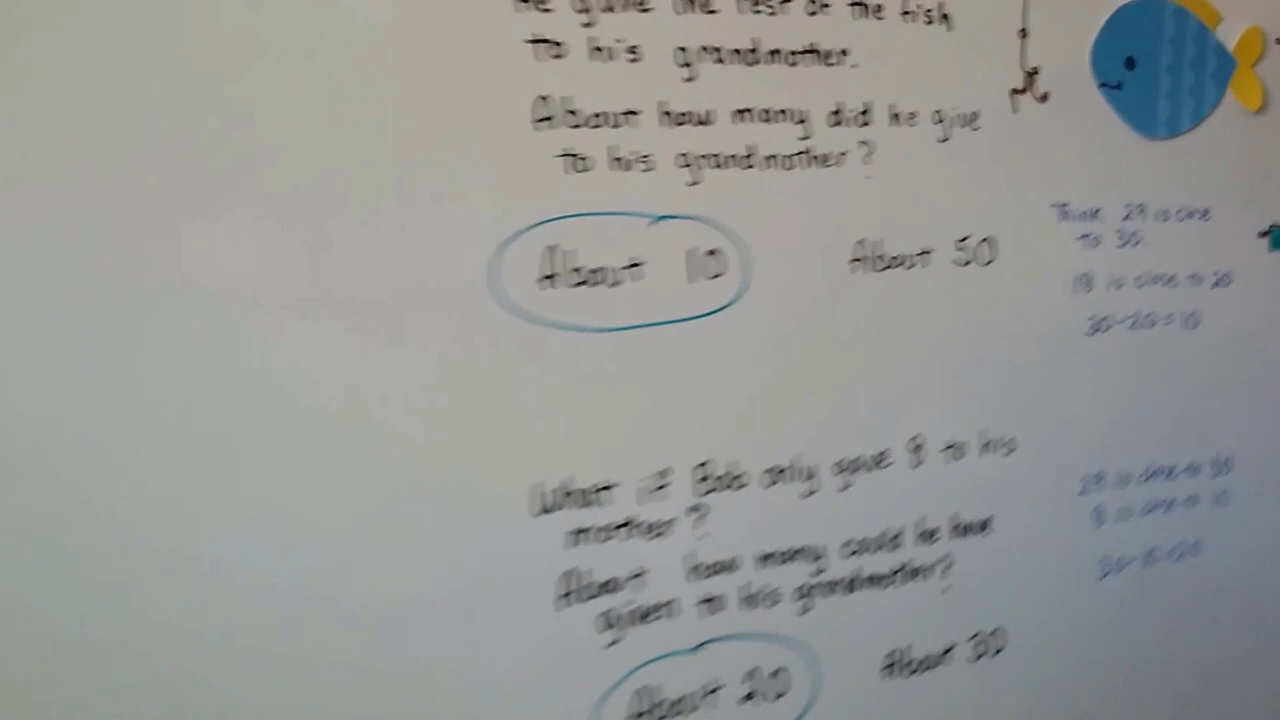 He gave the rest of the fish
to his grandmother.
About how many did he give
to his grandmother?
About 10
About 50
Think 29 is close
to 30
18 is close to 20
30-20=10
What if Bob only gave 8 to his
mother?
About how many could he have
given to his grandmother?
About 20
About 30
29 is close to 30
8 is close to 10
30-10=20